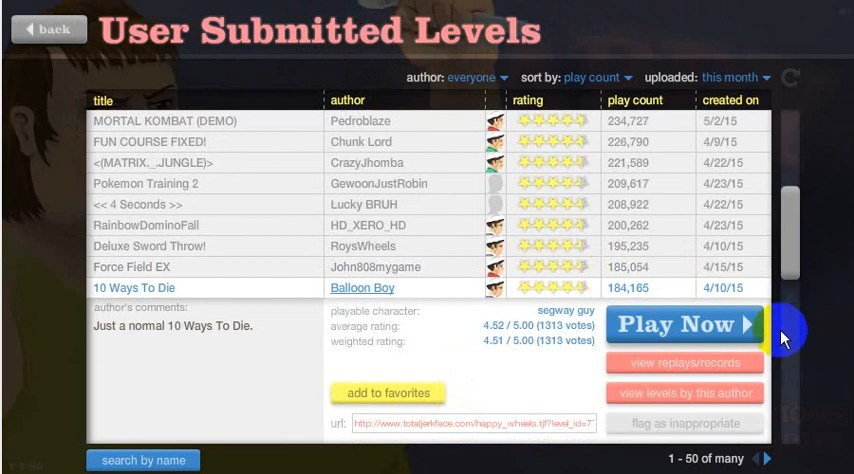 back
User Submitted Levels
author: everyone sort by: play count uploaded: this month
title author rating play count created on
MORTAL KOMBAT (DEMO) Pedroblaze 234,727 5/2/15
FUN COURSE FIXED! Chunk Lord 226,790 4/9/15
<(MATRIX._.JUNGLE)> CrazyJhomba 221,589 4/22/15
Pokemon Training 2 GewoonJustRobin 209,617 4/23/15
<< 4 Seconds >> Lucky BRUH 208,922 4/22/15
RainbowDominoFall HD_XERO_HD 200,262 4/23/15
Deluxe Sword Throw! RoysWheels 195,235 4/10/15
Force Field EX John808mygame 185,054 4/15/15
10 Ways To Die Balloon Boy 184,165 4/10/15
author's comments:
Just a nomal 10 Ways To Die.
playable character: segway guy
average rating: 4.52 / 5.00 (1313 votes)
weighted rating: 4.51 / 5.00 (1313 votes)
Play Now
view replays/records
add to favorites
view levels by this author
url: http://www.totaljerkface.com/happy_wheels.tjf?level_id=7
flag as inappropriate
search by name
1 - 50 of many